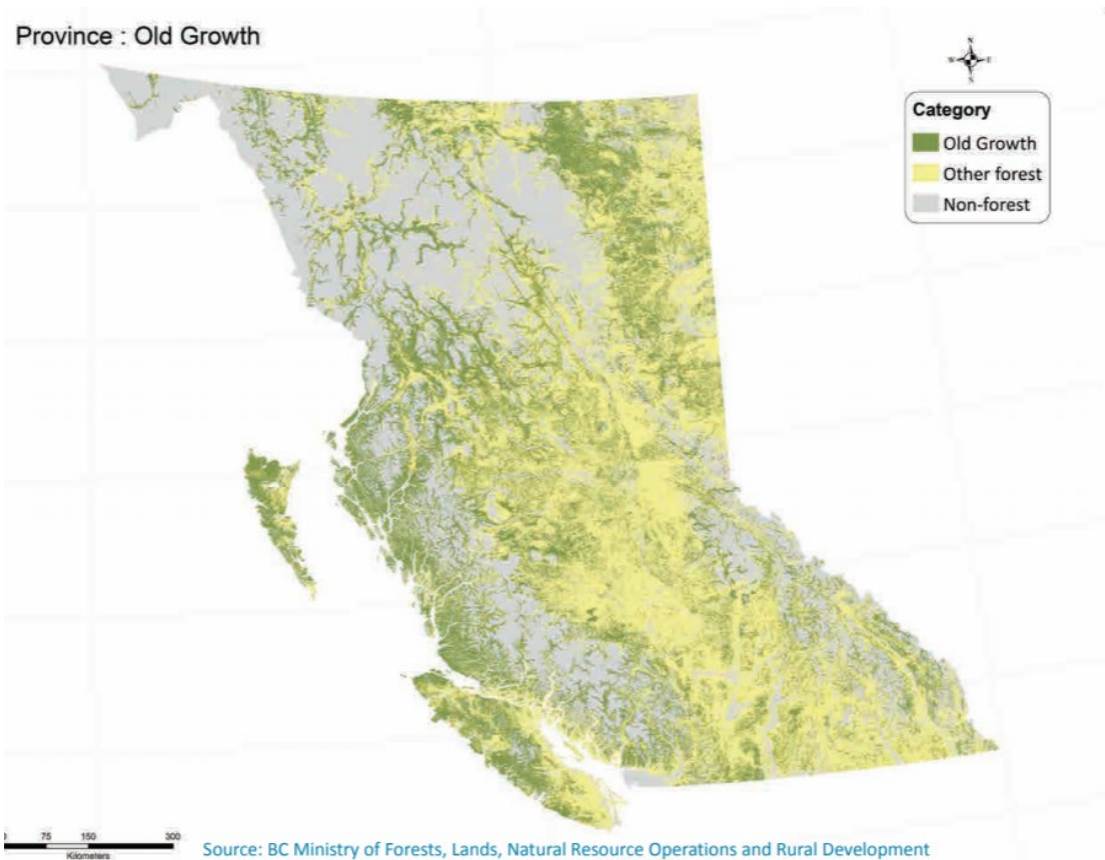 Province : Old Growth
N
W E
S
Category
Old Growth
Other forest
Non-forest
0 75 150 300
Kilometers
Source: BC Ministry of Forests, Lands, Natural Resource Operations and Rural Development